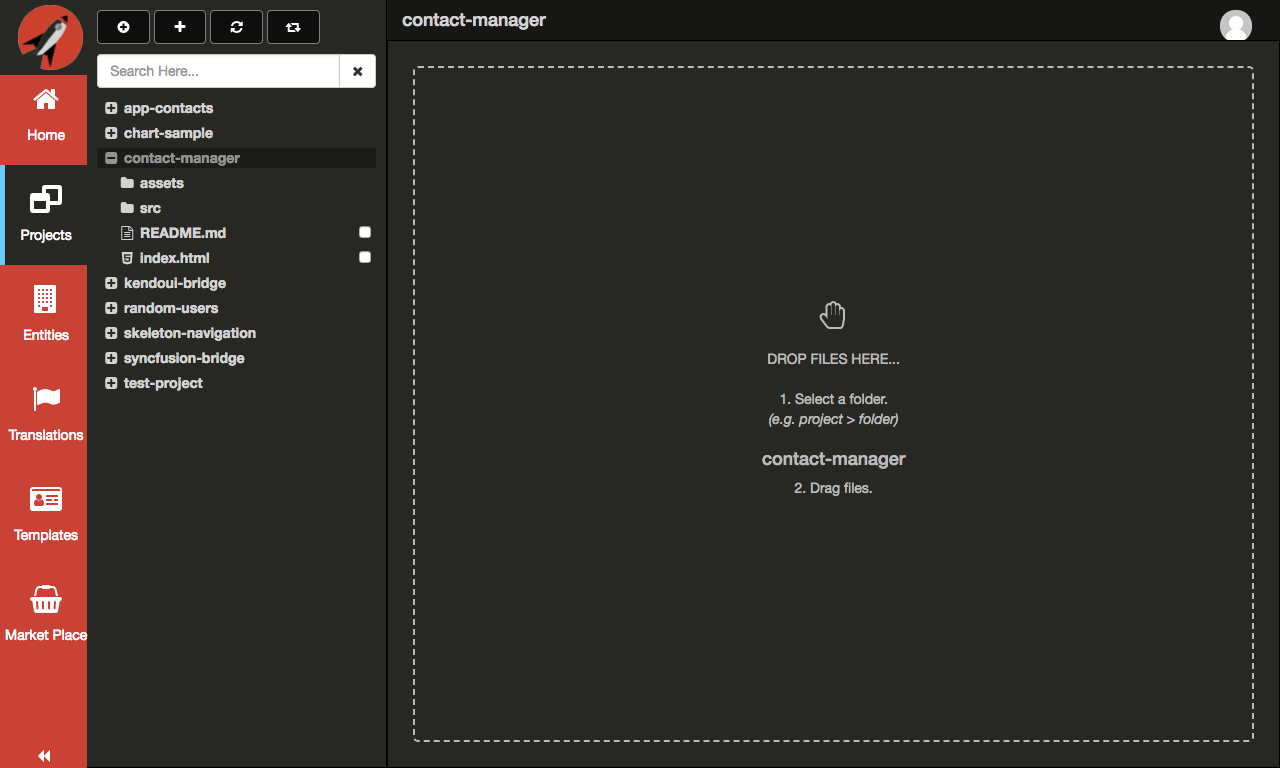 contact-manager
Search Here...
Home
Projects
Entities
Translations
Templates
Market Place
app-contacts
chart-sample
contact-manager
assets
src
README.md
index.html
kendoui-bridge
random-users
skeleton-navigation
syncfusion-bridge
test-project
DROP FILES HERE...
1. Select a folder.
(e.g. project > folder)
contact-manager
2. Drag files.